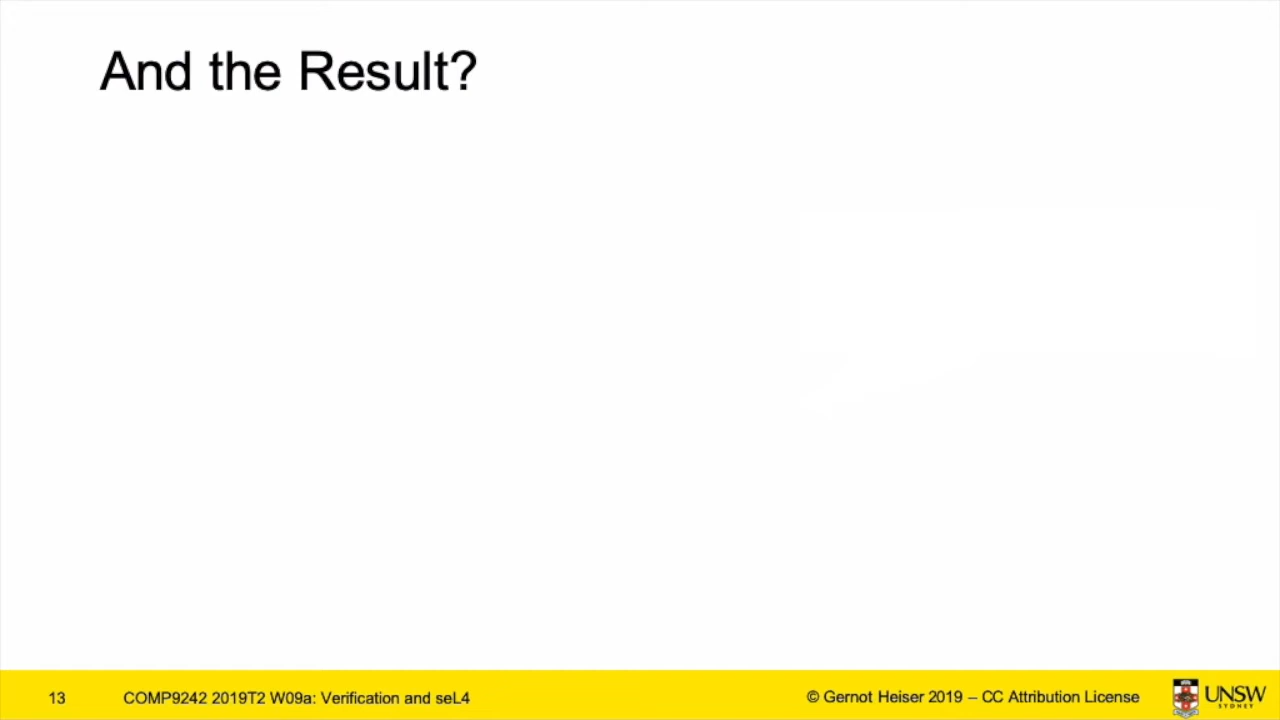 And the Result?
13 COMP9242 2019T2 W09a: Verification and seL4 © Gernot Heiser 2019 – CC Attribution License UNSW
SYDNEY